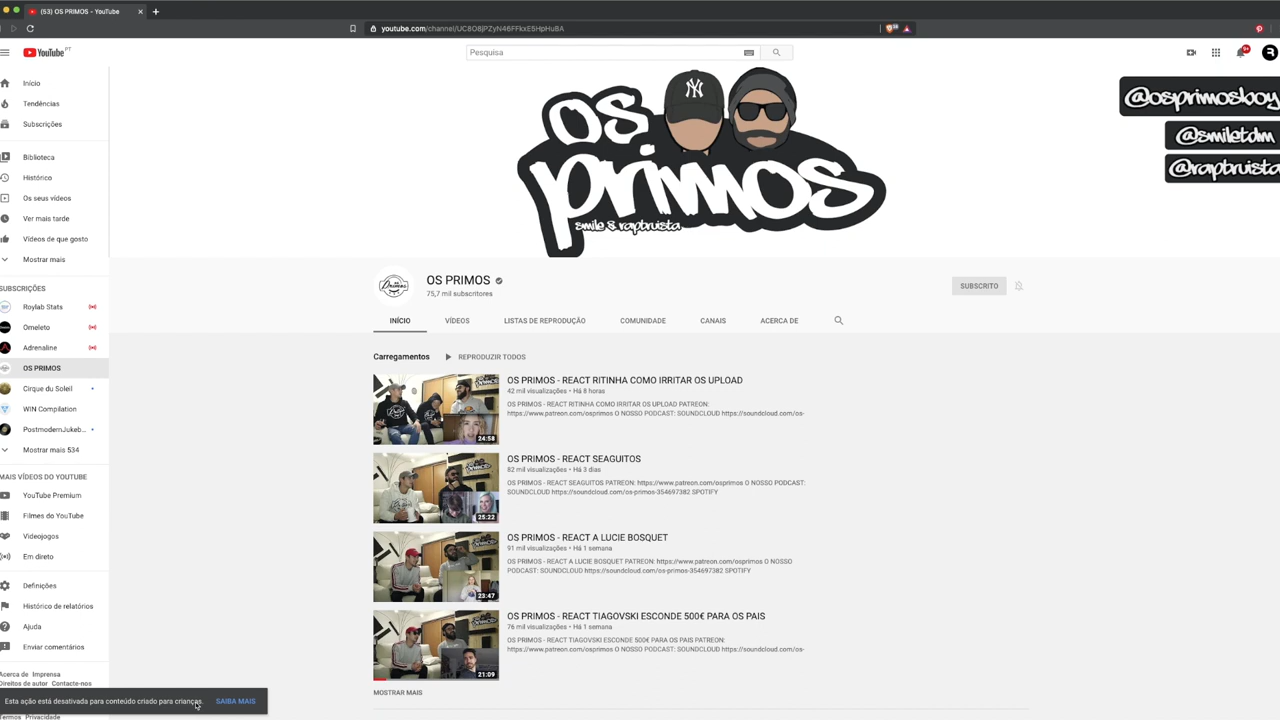 (53) OS PRIMOS - YouTube
youtube.com/channel/UC8O8jPZyN46FFkxE5HpHuBA
YouTube PT
Pesquisa
9+
Início
Tendências
Subscrições
Biblioteca
Histórico
Os seus vídeos
Ver mais tarde
Vídeos de que gosto
Mostrar mais
SUBSCRIÇÕES
Roylab Stats
Omeleto
Adrenaline
OS PRIMOS
Cirque du Soleil
WIN Compilation
PostmodernJukeb...
Mostrar mais 534
MAIS VÍDEOS DO YOUTUBE
YouTube Premium
Filmes do YouTube
Videojogos
Em direto
Definições
Histórico de relatórios
Ajuda
Enviar comentários
Acerca de Imprensa
Direitos de autor Contacte-nos
Esta ação está desativada para conteúdo criado para crianças. SAIBA MAIS
Termos Privacidade
os
primos
smile & raptruista
@osprimosboy
@smiletdm
@raptruista
OS PRIMOS
75,7 mil subscritores
SUBSCRITO
INÍCIO VÍDEOS LISTAS DE REPRODUÇÃO COMUNIDADE CANAIS ACERCA DE
Carregamentos REPRODUZIR TODOS
24:58
OS PRIMOS - REACT RITINHA COMO IRRITAR OS UPLOAD
42 mil visualizações • Há 8 horas
OS PRIMOS - REACT RITINHA COMO IRRITAR OS UPLOAD PATREON:
https://www.patreon.com/osprimos O NOSSO PODCAST: SOUNDCLOUD https://soundcloud.com/os-
25:22
OS PRIMOS - REACT SEAGUITOS
82 mil visualizações • Há 3 dias
OS PRIMOS - REACT SEAGUITOS PATREON: https://www.patreon.com/osprimos O NOSSO PODCAST:
SOUNDCLOUD https://soundcloud.com/os-primos-354697382 SPOTIFY
23:47
OS PRIMOS - REACT A LUCIE BOSQUET
91 mil visualizações • Há 1 semana
OS PRIMOS - REACT A LUCIE BOSQUET PATREON: https://www.patreon.com/osprimos O NOSSO
PODCAST: SOUNDCLOUD https://soundcloud.com/os-primos-354697382 SPOTIFY
21:09
OS PRIMOS - REACT TIAGOVSKI ESCONDE 500€ PARA OS PAIS
76 mil visualizações • Há 1 semana
OS PRIMOS - REACT TIAGOVSKI ESCONDE 500€ PARA OS PAIS PATREON:
https://www.patreon.com/osprimos O NOSSO PODCAST: SOUNDCLOUD https://soundcloud.com/os-
MOSTRAR MAIS